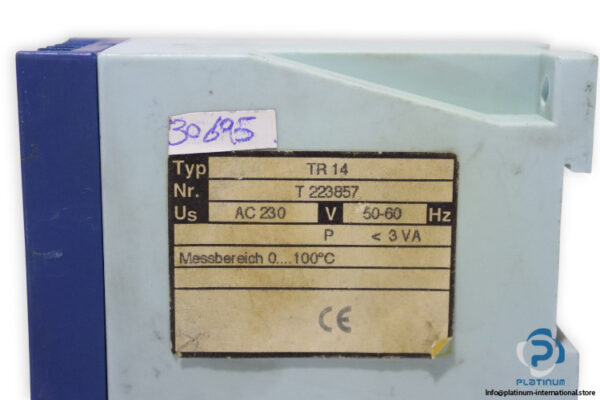 30695
Typ TR 14
Nr. T 223857
Us AC 230 V 50-60 Hz
P < 3 VA
Messbereich 0....100°C
CE
PLATINUM
Info@platinum-international.store